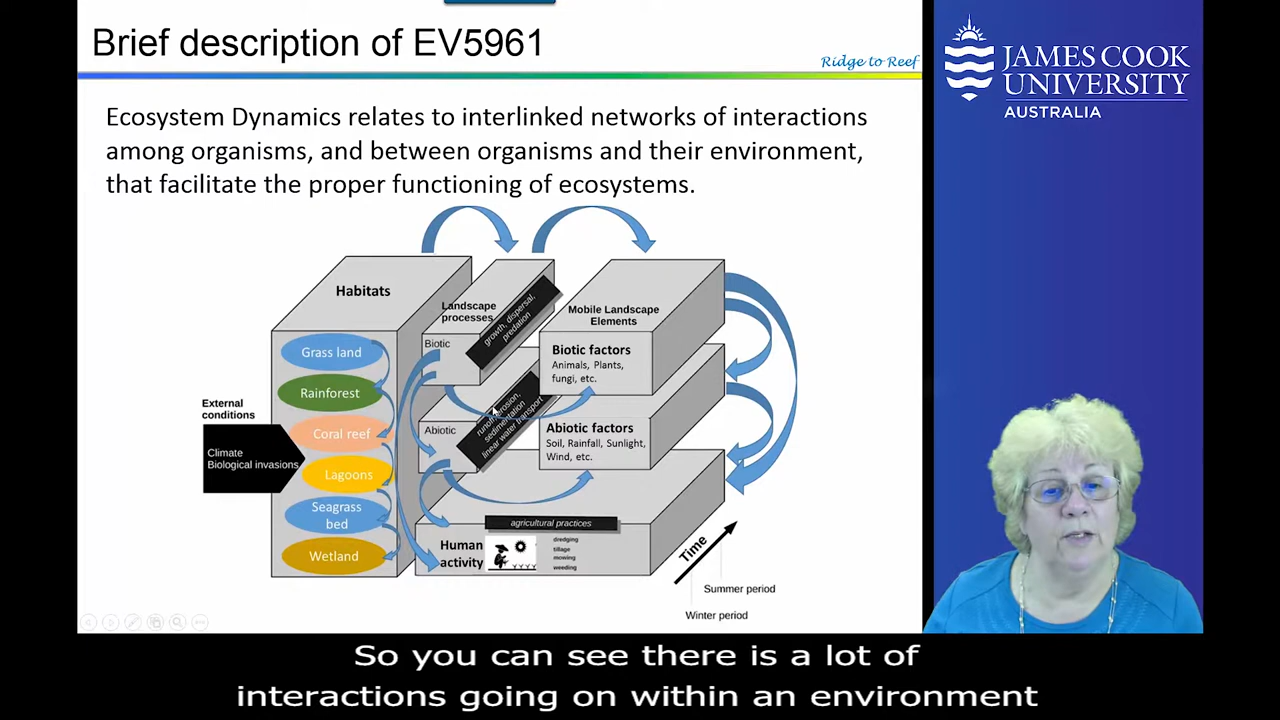 Brief description of EV5961
Ridge to Reef
JAMES COOK
UNIVERSITY
AUSTRALIA
Ecosystem Dynamics relates to interlinked networks of interactions
among organisms, and between organisms and their environment,
that facilitate the proper functioning of ecosystems.
Habitats
Grass land
Rainforest
Coral reef
Lagoons
Seagrass
bed
Wetland
External
conditions
Climate
Biological invasions
Landscape
processes
Biotic
growth, dispersal,
predation
Abiotic
runoff, erosion,
sedimentation
linear water transport
Mobile Landscape
Elements
Biotic factors
Animals, Plants,
fungi, etc.
Abiotic factors
Soil, Rainfall, Sunlight,
Wind, etc.
agricultural practices
Human
activity
dredging
tillage
mowing
weeding
Time
Summer period
Winter period
So you can see there is a lot of
interactions going on within an environment